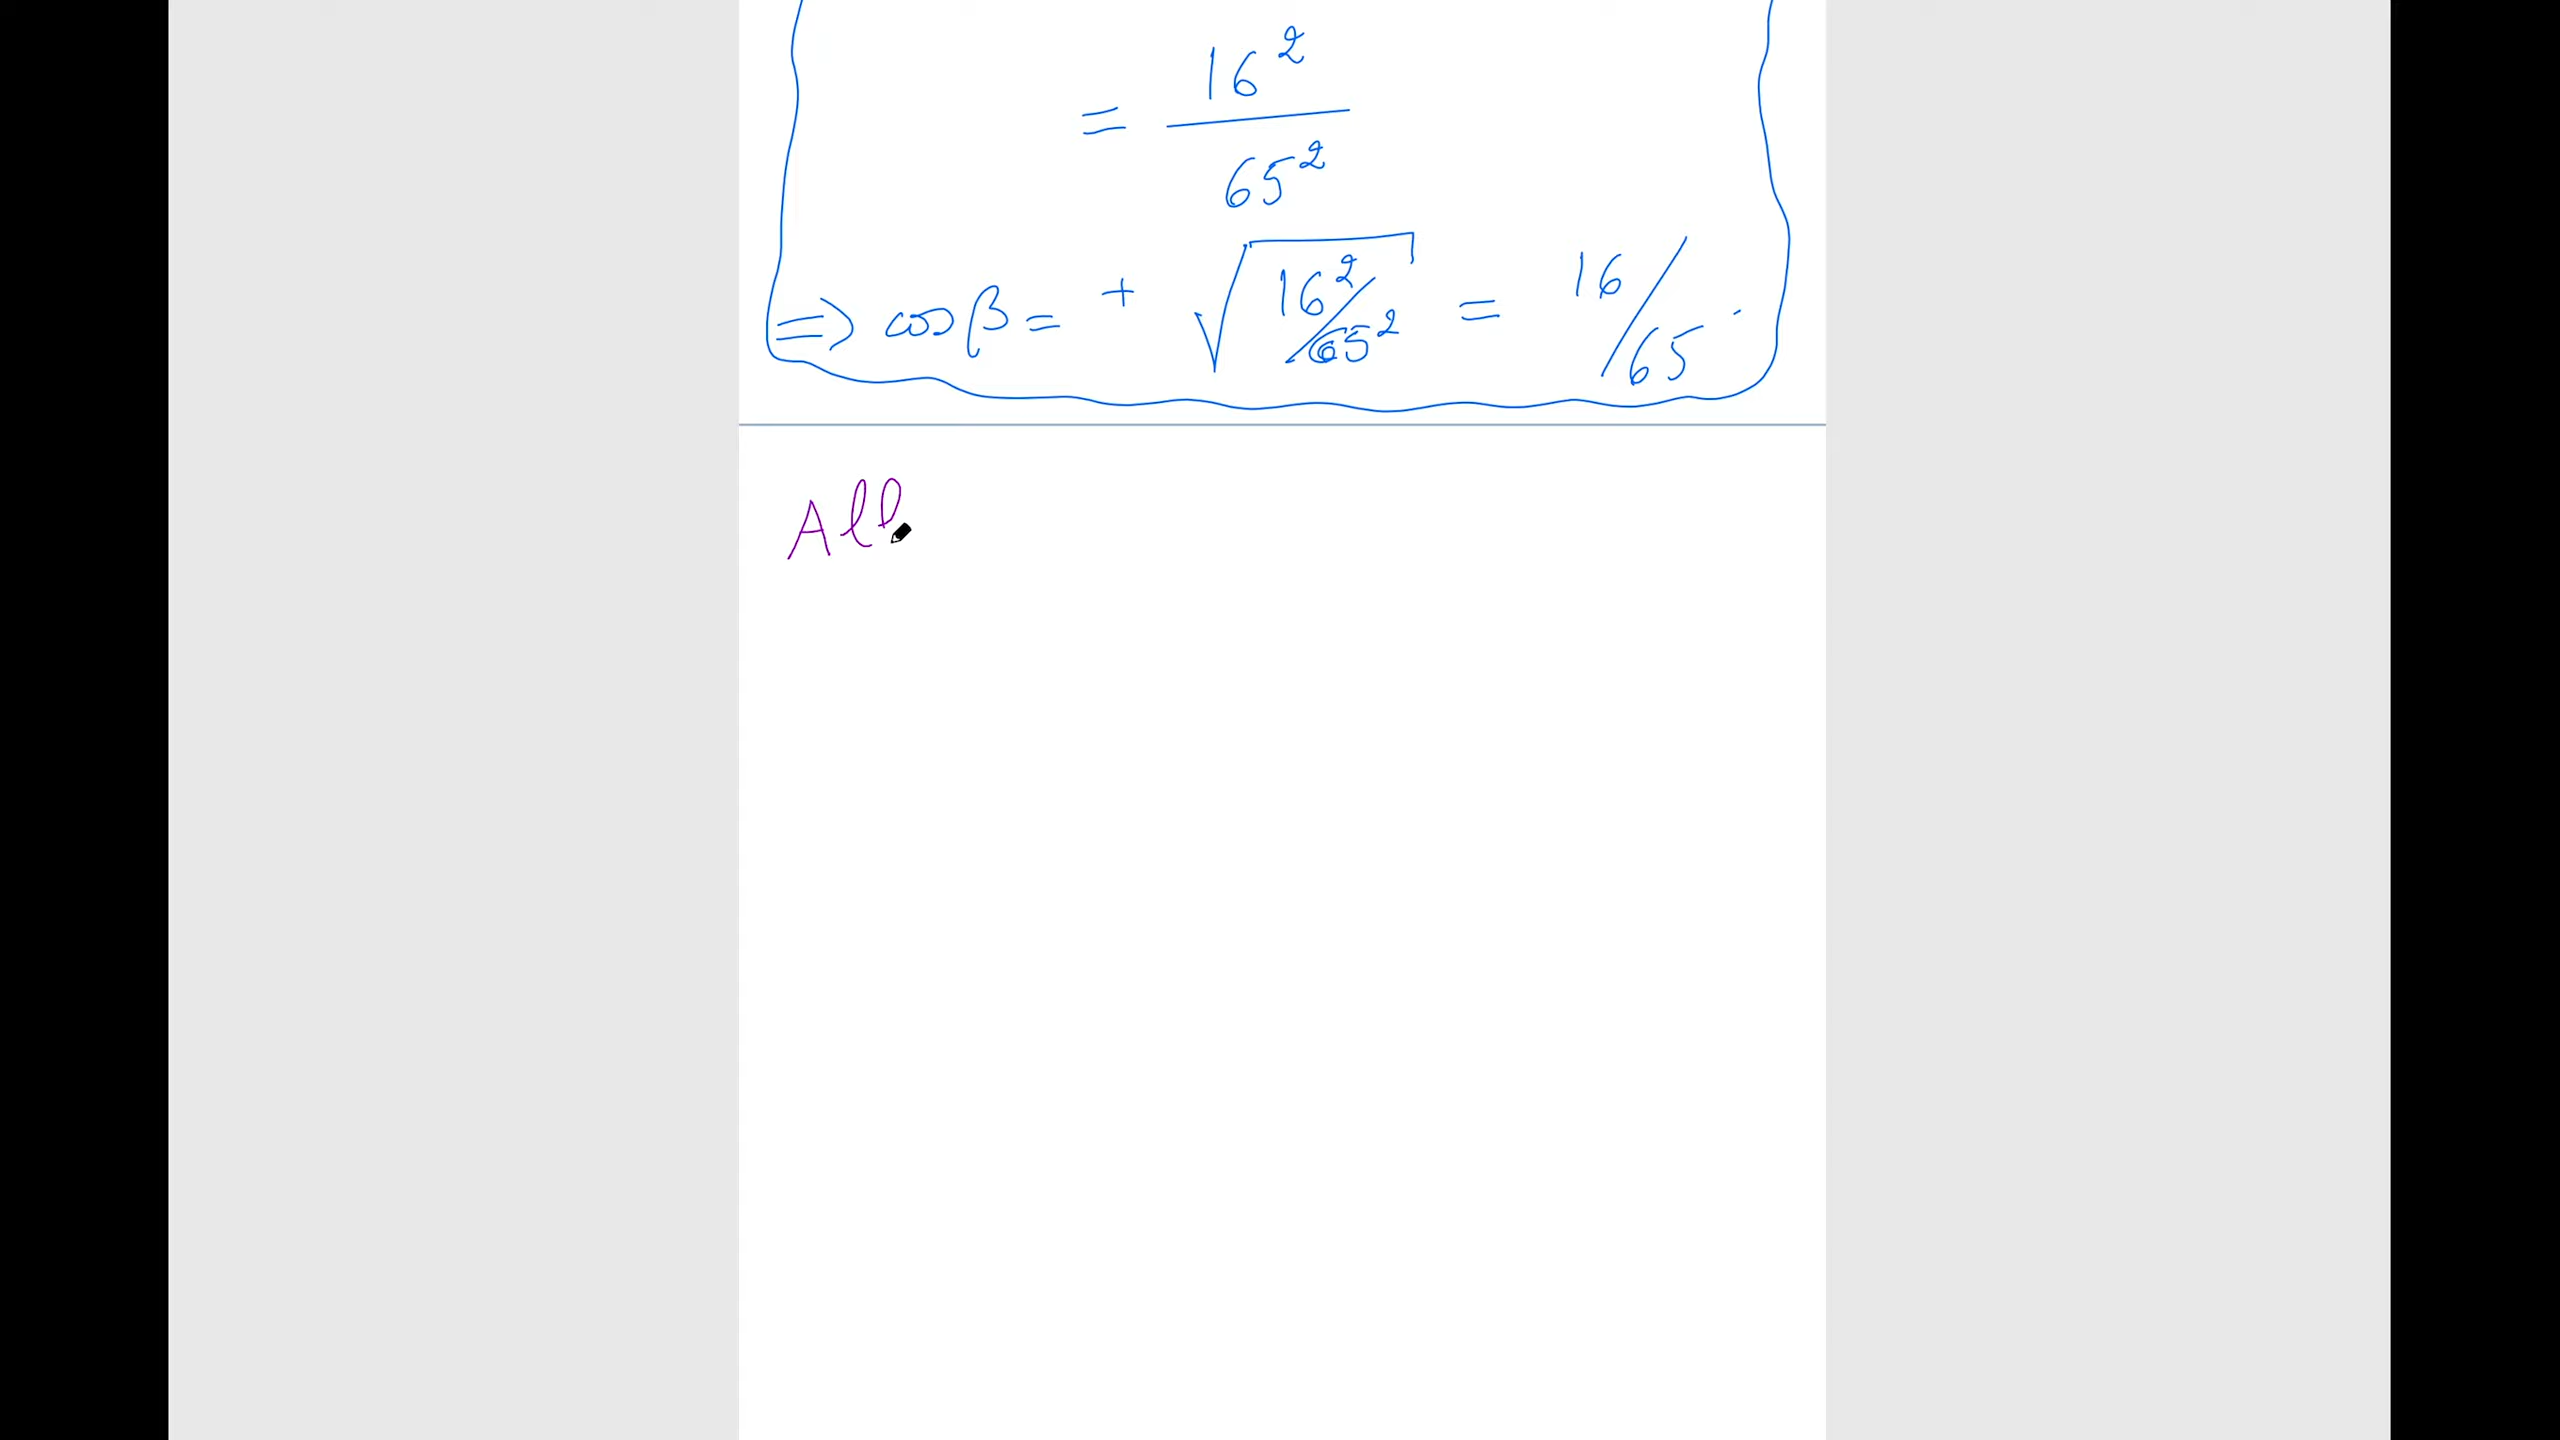 = 16² / 65²
⇒ cos β = + √(16²/65²) = 16/65.
All